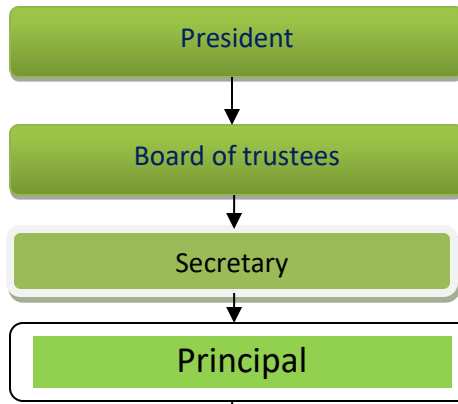 President
Board of trustees
Secretary
Principal